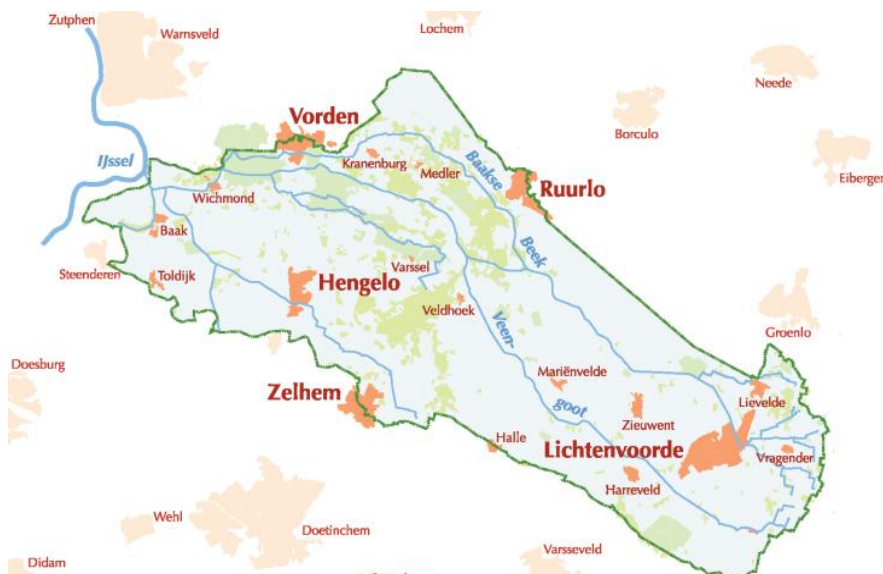 Zutphen
Warnsveld
Lochem
Neede
Vorden
Borculo
IJssel
Kranenburg
Medler
Baakse
Ruurlo
Eibergen
Wichmond
Baak
Beek
Steenderen
Toldijk
Hengelo
Varssel
Veldhoek
Veen-
Groenlo
Doesburg
Zelhem
Mariënvelde
goot
Zieuwent
Lievelde
Halle
Lichtenvoorde
Vragender
Harreveld
Wehl
Doetinchem
Didam
Varsseveld